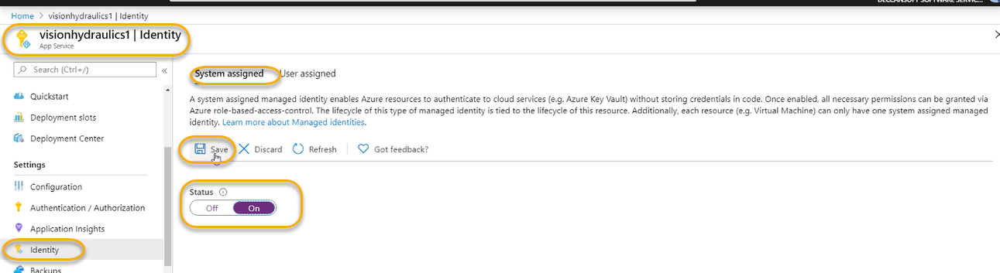 DECCANSOFT SOFTWARE SERVIC...
Home > visionhydraulics1 | Identity
visionhydraulics1 | Identity
App Service
Search (Ctrl+/)
«
Quickstart
Deployment slots
Deployment Center
Settings
Configuration
Authentication / Authorization
Application Insights
Identity
Backups
System assigned User assigned
A system assigned managed identity enables Azure resources to authenticate to cloud services (e.g. Azure Key Vault) without storing credentials in code. Once enabled, all necessary permissions can be granted via
Azure role-based-access-control. The lifecycle of this type of managed identity is tied to the lifecycle of this resource. Additionally, each resource (e.g. Virtual Machine) can only have one system assigned managed
identity. Learn more about Managed identities.
Save Discard Refresh Got feedback?
Status
Off On